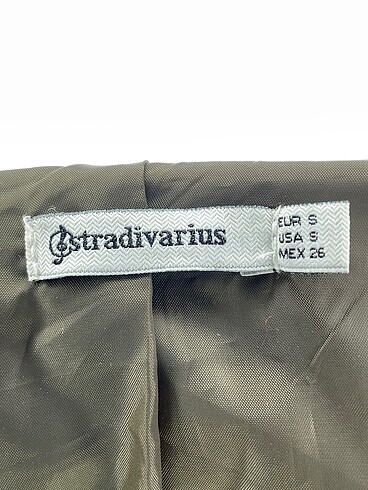 stradivarius
EUR S
USA S
MEX 26